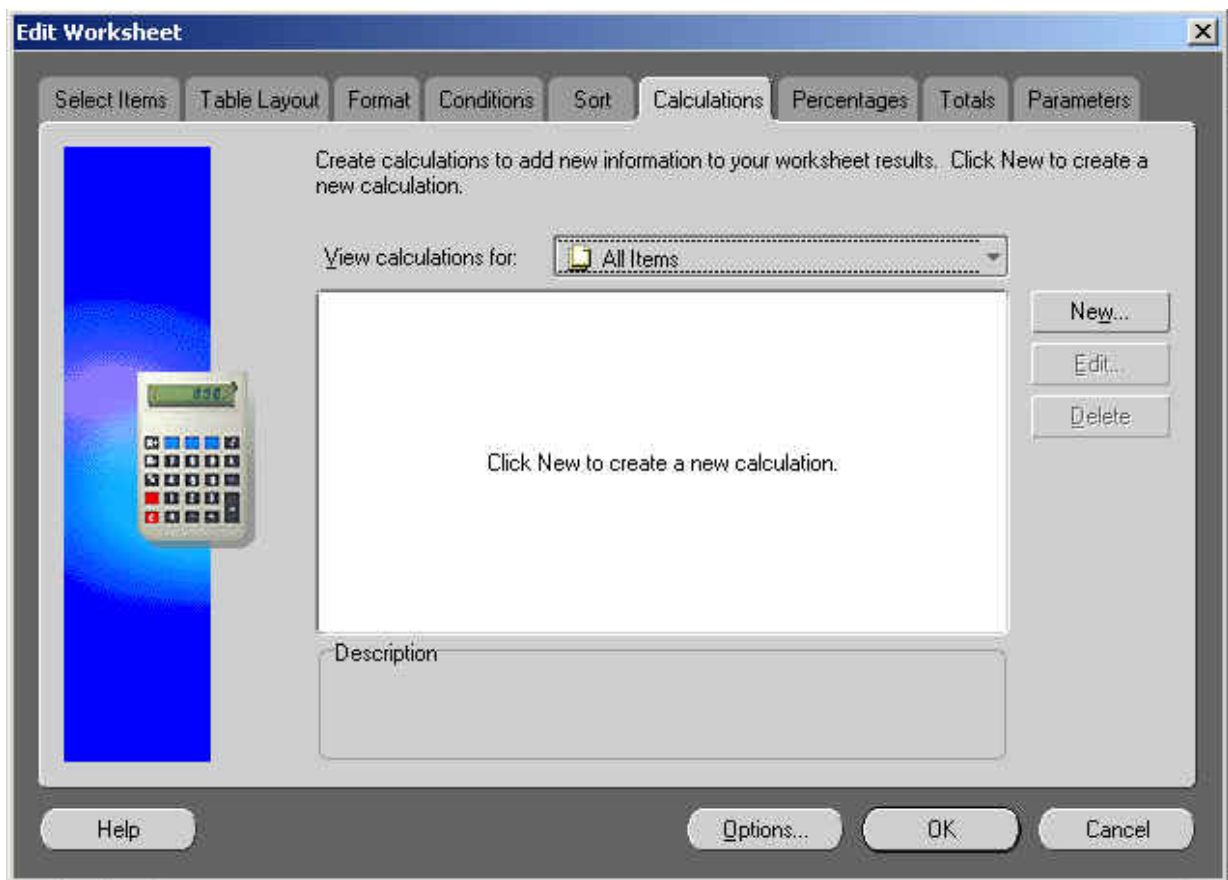 Edit Worksheet
Select Items Table Layout Format Conditions Sort Calculations Percentages Totals Parameters
Create calculations to add new information to your worksheet results. Click New to create a
new calculation.
View calculations for: All Items
New...
Edit...
Delete
Click New to create a new calculation.
Description
Help Options... OK Cancel